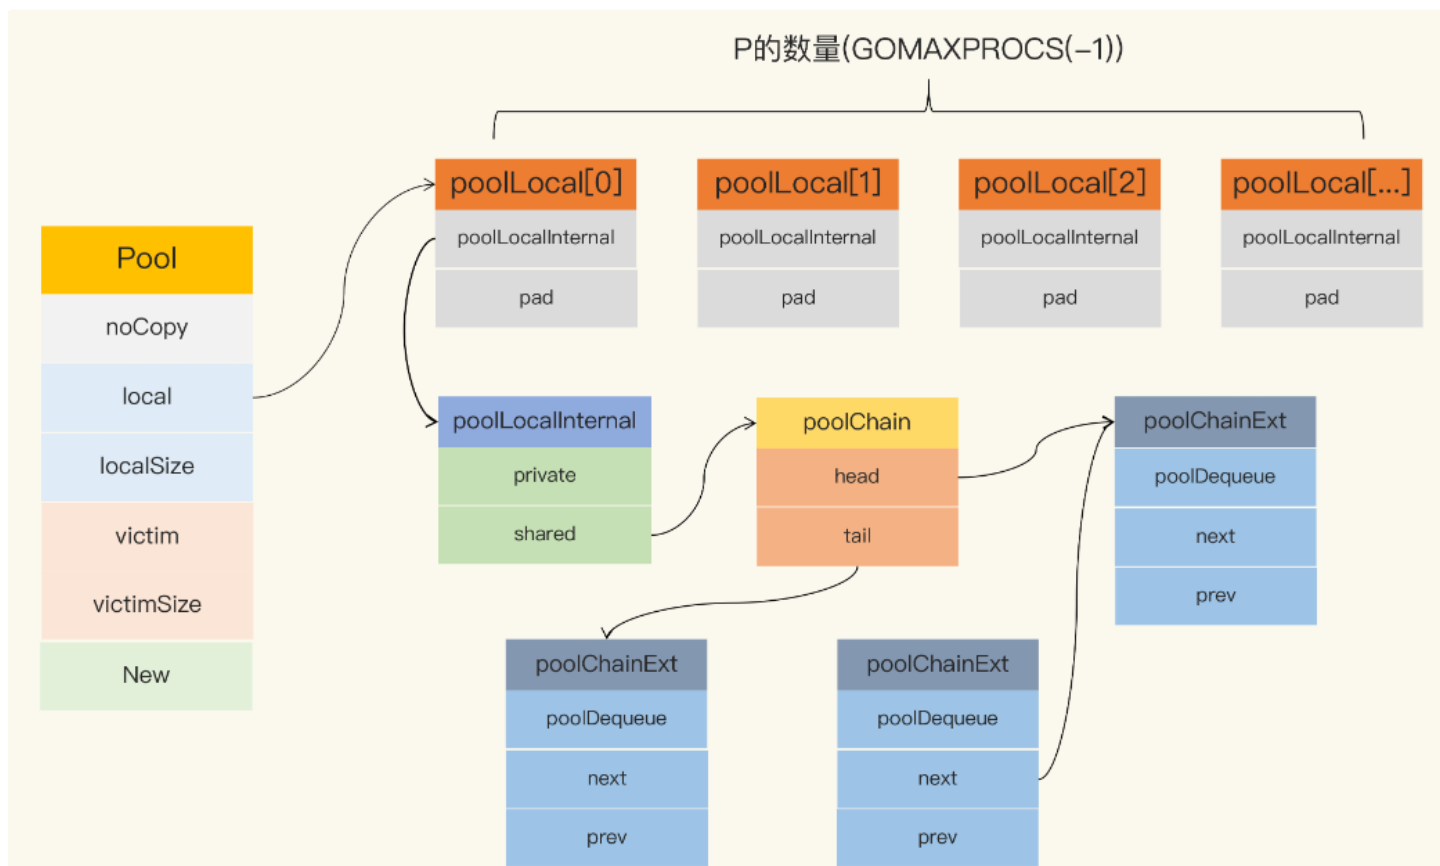 P的数量(GOMAXPROCS(-1))
poolLocal[0]
poolLocal[1]
poolLocal[2]
poolLocal[...]
poolLocalInternal
poolLocalInternal
poolLocalInternal
poolLocalInternal
pad
pad
pad
pad
Pool
noCopy
local
localSize
victim
victimSize
New
poolLocalInternal
private
shared
poolChain
head
tail
poolChainExt
poolDequeue
next
prev
poolChainExt
poolDequeue
next
prev
poolChainExt
poolDequeue
next
prev